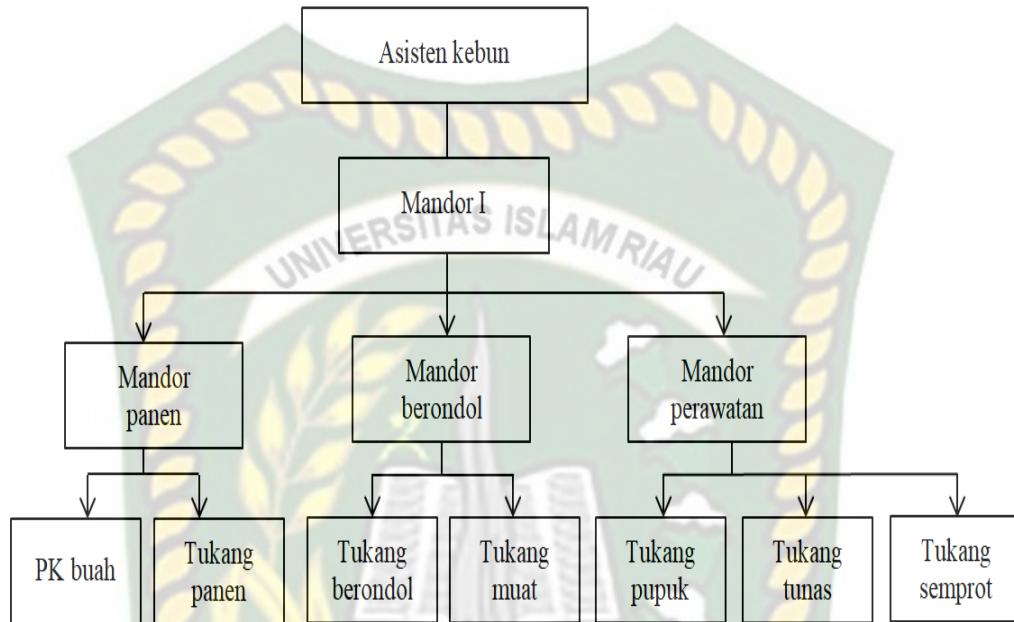 Asisten kebun
Mandor I
UNIVERSITAS ISLAM RIAU
Mandor
panen
Mandor
berondol
Mandor
perawatan
PK buah
Tukang
panen
Tukang
berondol
Tukang
muat
Tukang
pupuk
Tukang
tunas
Tukang
semprot